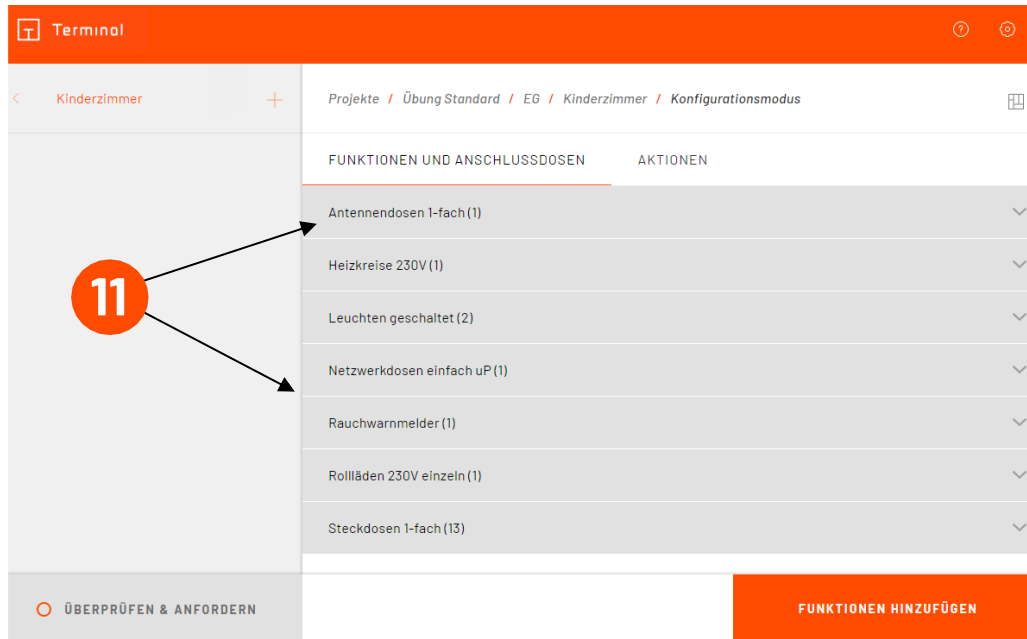 Terminal
Kinderzimmer
Projekte / Übung Standard / EG / Kinderzimmer / Konfigurationsmodus
FUNKTIONEN UND ANSCHLUSSDOSEN
AKTIONEN
Antennendosen 1-fach (1)
Heizkreise 230V (1)
11
Leuchten geschaltet (2)
Netzwerkdosen einfach uP (1)
Rauchwarnmelder (1)
Rollläden 230V einzeln (1)
Steckdosen 1-fach (13)
ÜBERPRÜFEN & ANFORDERN
FUNKTIONEN HINZUFÜGEN